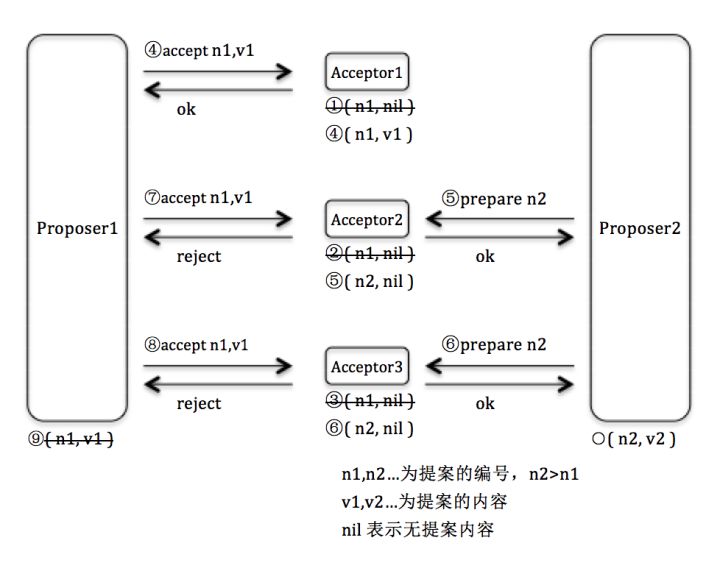 ④accept n1,v1
Acceptor1
ok
①( n1, nil )
④( n1, v1 )
⑦accept n1,v1
⑤prepare n2
Proposer1
Acceptor2
Proposer2
reject
②( n1, nil )
ok
⑤( n2, nil )
⑧accept n1,v1
⑥prepare n2
Acceptor3
reject
③( n1, nil )
ok
⑥( n2, nil )
⑨( n1, v1 )
○( n2, v2 )
n1,n2...为提案的编号，n2>n1
v1,v2...为提案的内容
nil 表示无提案内容